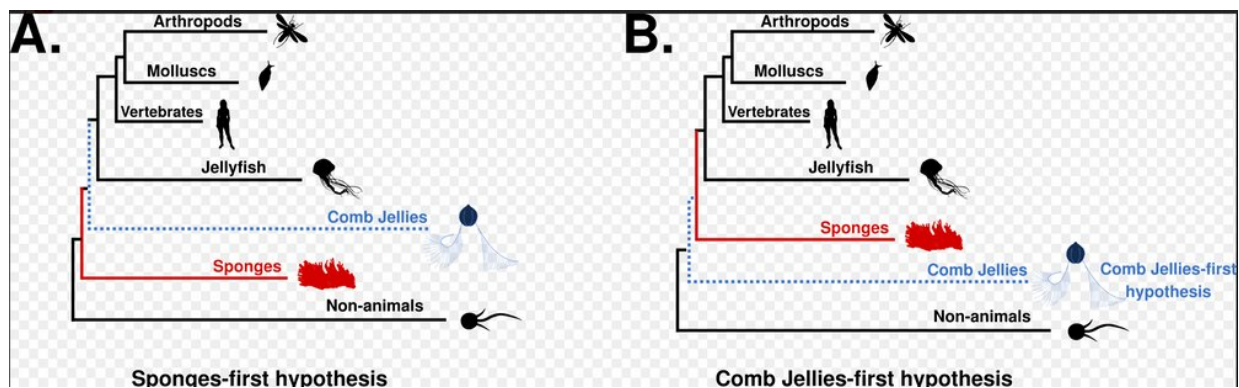 A.
Arthropods
Molluscs
Vertebrates
Jellyfish
Comb Jellies
Sponges
Non-animals
Sponges-first hypothesis
B.
Arthropods
Molluscs
Vertebrates
Jellyfish
Sponges
Comb Jellies
Comb Jellies-first
hypothesis
Non-animals
Comb Jellies-first hypothesis